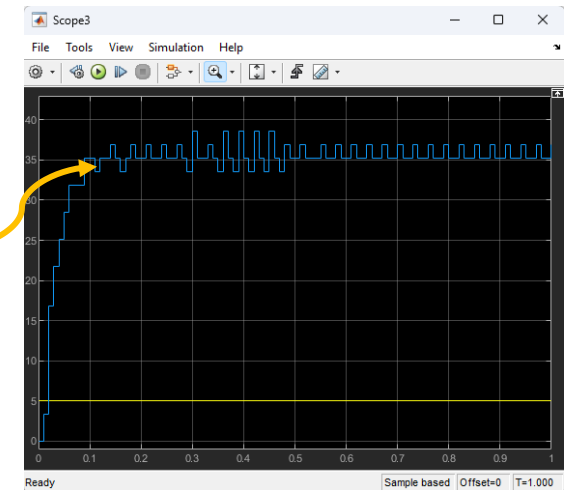 Scope3
File Tools View Simulation Help
40
35
30
25
20
15
10
5
0
0 0.1 0.2 0.3 0.4 0.5 0.6 0.7 0.8 0.9 1
Ready Sample based Offset=0 T=1.000